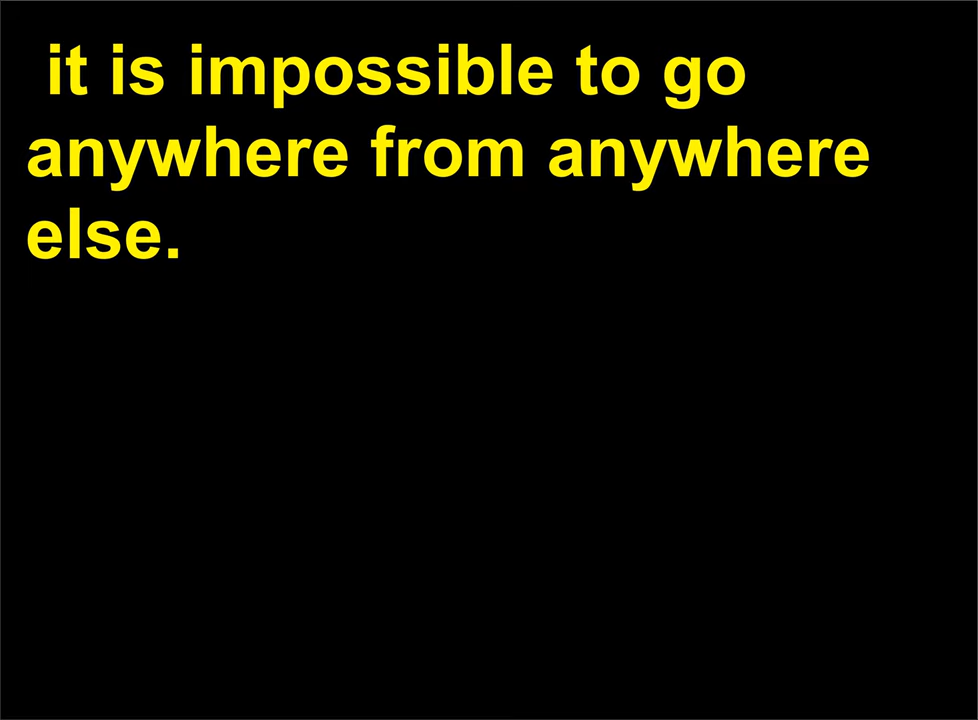 it is impossible to go
anywhere from anywhere
else.